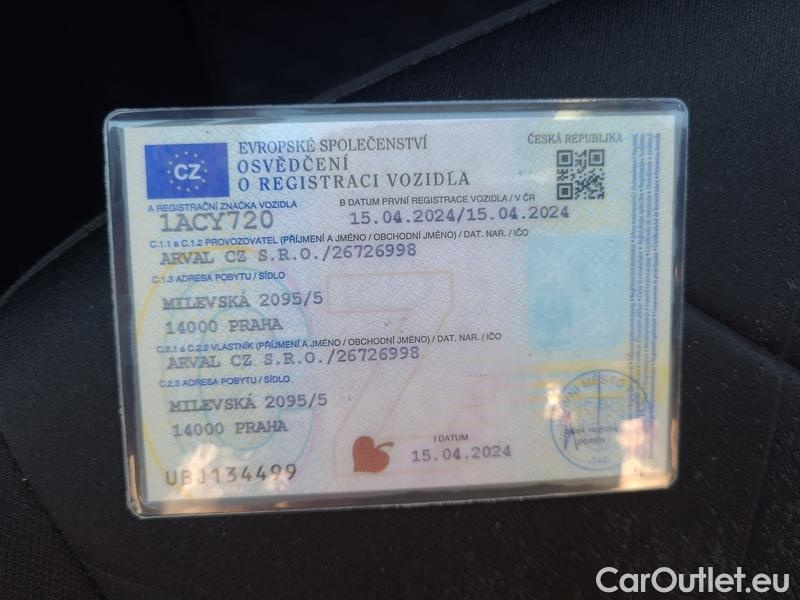 EVROPSKÉ SPOLEČENSTVÍ
ČESKÁ REPUBLIKA
CZ
OSVĚDČENÍ
O REGISTRACI VOZIDLA
A REGISTRAČNÍ ZNAČKA VOZIDLA
B DATUM PRVNÍ REGISTRACE VOZIDLA / V ČR
1ACY720
15.04.2024/15.04.2024
C.1.1 a C.1.2 PROVOZOVATEL (PŘÍJMENÍ A JMÉNO / OBCHODNÍ JMÉNO) / DAT. NAR. / IČO
ARVAL CZ S.R.O./26726998
C.1.3 ADRESA POBYTU / SÍDLO
MILEVSKÁ 2095/5
14000 PRAHA
C.2.1 a C.2.2 VLASTNÍK (PŘÍJMENÍ A JMÉNO / OBCHODNÍ JMÉNO) / DAT. NAR. / IČO
ARVAL CZ S.R.O./26726998
C.2.3 ADRESA POBYTU / SÍDLO
MILEVSKÁ 2095/5
14000 PRAHA
I DATUM
15.04.2024
UBJ134499
CarOutlet.eu